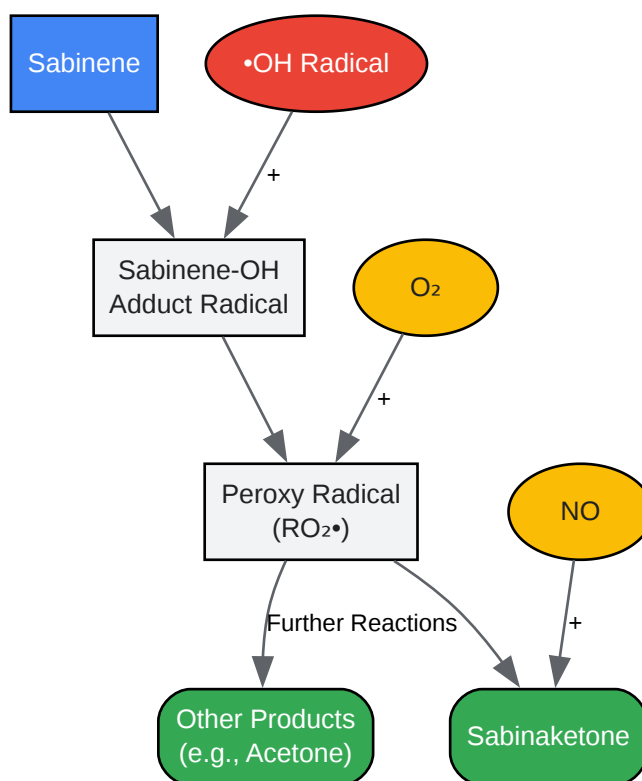 Sabinene
•OH Radical
+
Sabinene-OH
Adduct Radical
O₂
+
Peroxy Radical
(RO₂•)
NO
Further Reactions
+
Other Products
(e.g., Acetone)
Sabinaketone